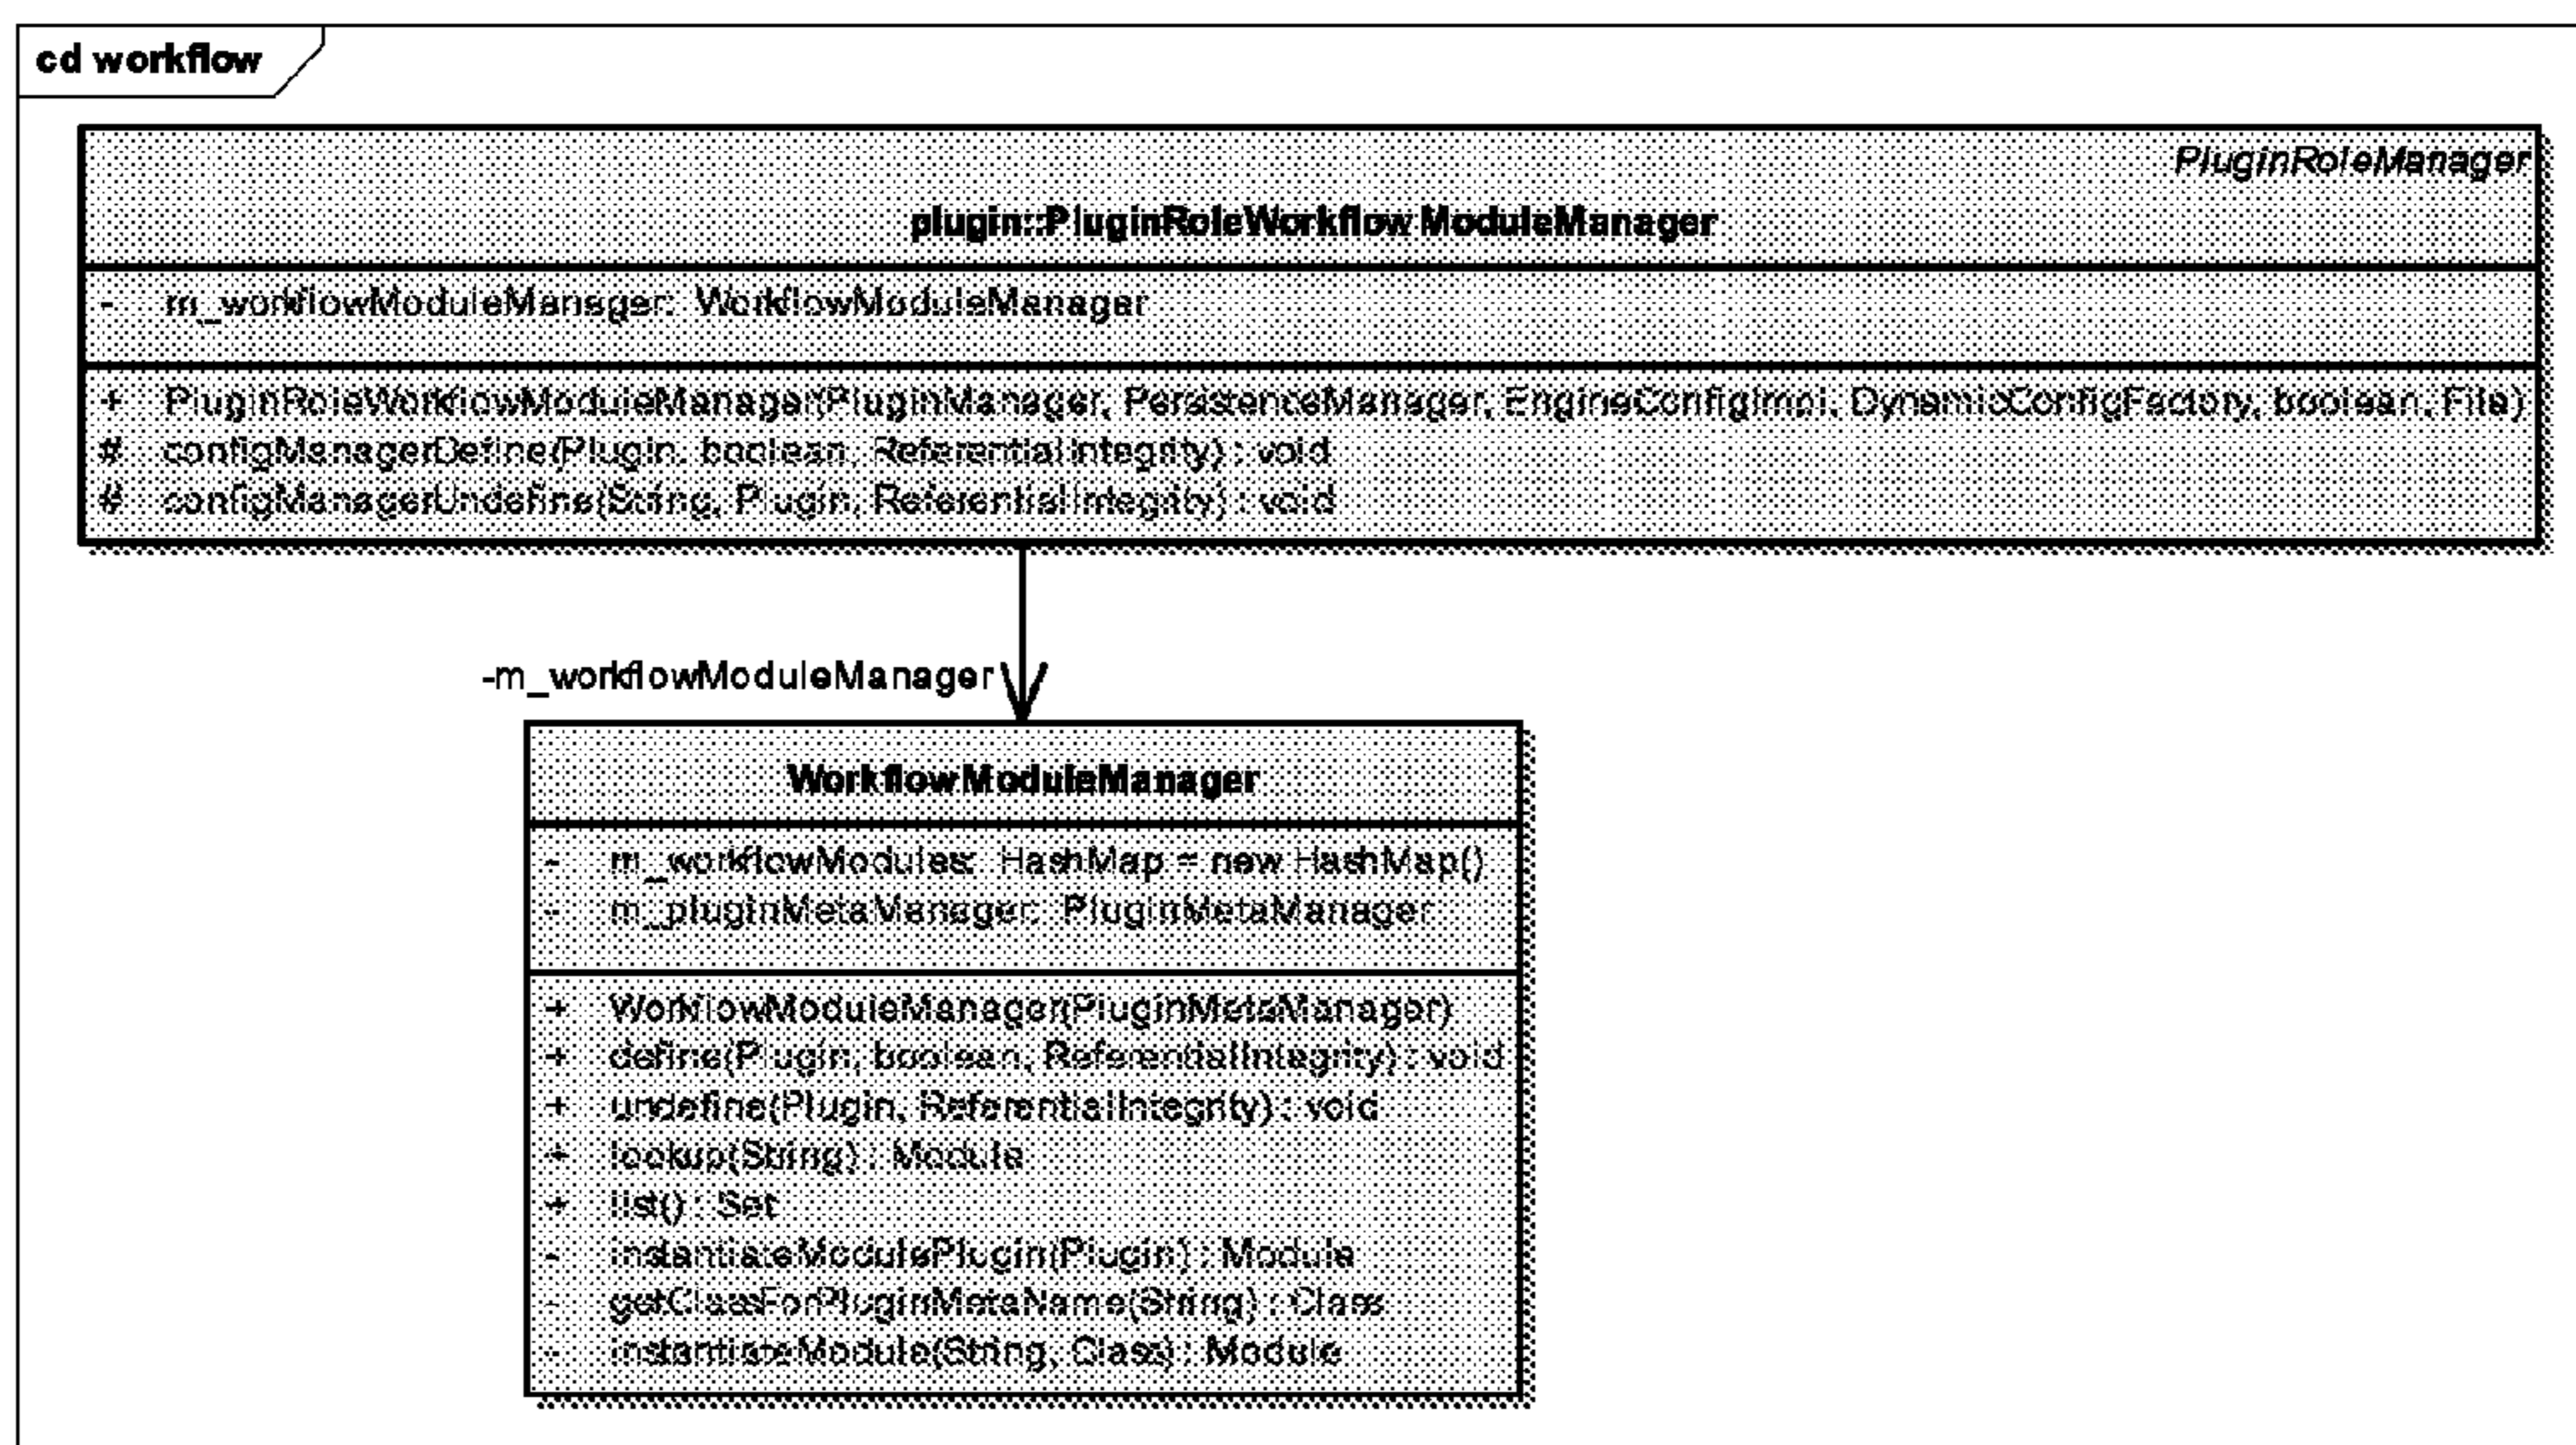 cd workflow
PluginRoleManager
plugin::PluginRoleWorkflowModuleManager
- m_workflowModuleManager: WorkflowModuleManager
+ PluginRoleWorkflowModuleManager(PluginManager, PersistenceManager, EngineConfigImpl, DynamicConfigFactory, boolean, File)
# configManagerDefine(Plugin, boolean, ReferentialIntegrity) : void
# configManagerUndefine(String, Plugin, ReferentialIntegrity) : void
-m_workflowModuleManager
WorkflowModuleManager
- m_workflowModules: HashMap = new HashMap()
- m_pluginMetaManager: PluginMetaManager
+ WorkflowModuleManager(PluginMetaManager)
+ define(Plugin, boolean, ReferentialIntegrity) : void
+ undefine(Plugin, ReferentialIntegrity) : void
+ lookup(String) : Module
+ list() : Set
- instantiateModulePlugin(Plugin) : Module
- getClassForPluginMetaName(String) : Class
- instantiateModule(String, Class) : Module